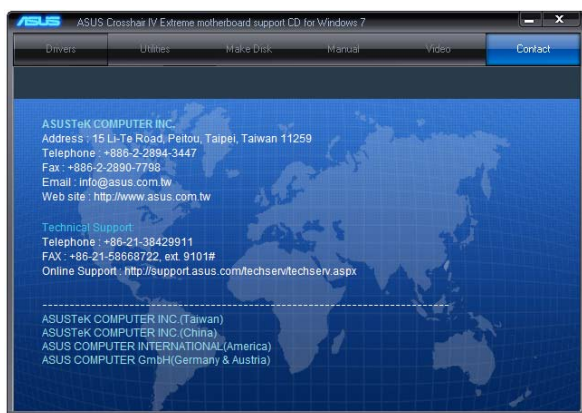 ASUS ASUS Crosshair IV Extreme motherboard support CD for Windows 7
Drivers Utilities Make Disk Manual Video Contact
ASUSTeK COMPUTER INC.
Address : 15 Li-Te Road, Peitou, Taipei, Taiwan 11259
Telephone : +886-2-2894-3447
Fax : +886-2-2890-7798
Email : info@asus.com.tw
Web site : http://www.asus.com.tw
Technical Support
Telephone : +86-21-38429911
FAX : +86-21-58668722, ext. 9101#
Online Support : http://support.asus.com/techserv/techserv.aspx
ASUSTeK COMPUTER INC.(Taiwan)
ASUSTeK COMPUTER INC.(China)
ASUS COMPUTER INTERNATIONAL(America)
ASUS COMPUTER GmbH(Germany & Austria)